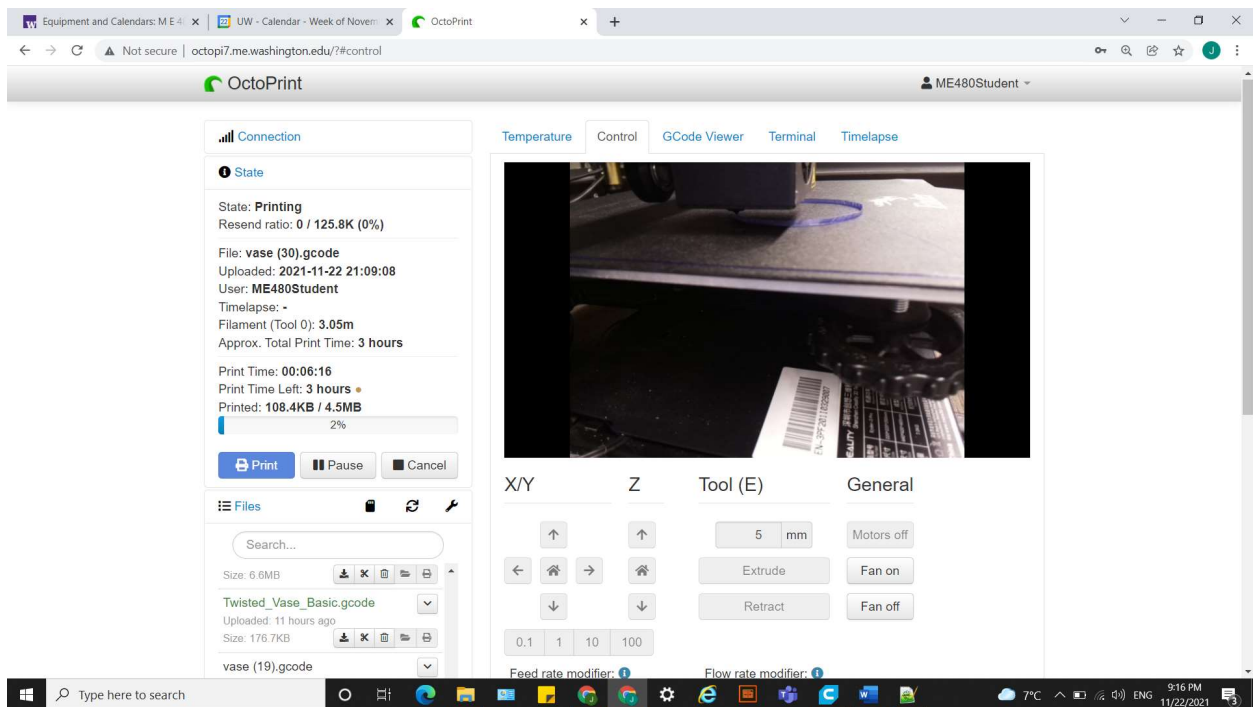 Equipment and Calendars: M E 4
UW - Calendar - Week of Novem
OctoPrint
Not secure | octopi7.me.washington.edu/?#control
J
OctoPrint
ME480Student
Connection
State
State: Printing
Resend ratio: 0 / 125.8K (0%)
File: vase (30).gcode
Uploaded: 2021-11-22 21:09:08
User: ME480Student
Timelapse: -
Filament (Tool 0): 3.05m
Approx. Total Print Time: 3 hours
Print Time: 00:06:16
Print Time Left: 3 hours
Printed: 108.4KB / 4.5MB
2%
Print Pause Cancel
Files
Search...
Size: 6.6MB
Twisted_Vase_Basic.gcode
Uploaded: 11 hours ago
Size: 176.7KB
vase (19).gcode
Temperature Control GCode Viewer Terminal Timelapse
X/Y Z Tool (E) General
5 mm Motors off
Extrude Fan on
Retract Fan off
0.1 1 10 100
Feed rate modifier: Flow rate modifier:
Type here to search
7°C ENG 9:16 PM
11/22/2021
3